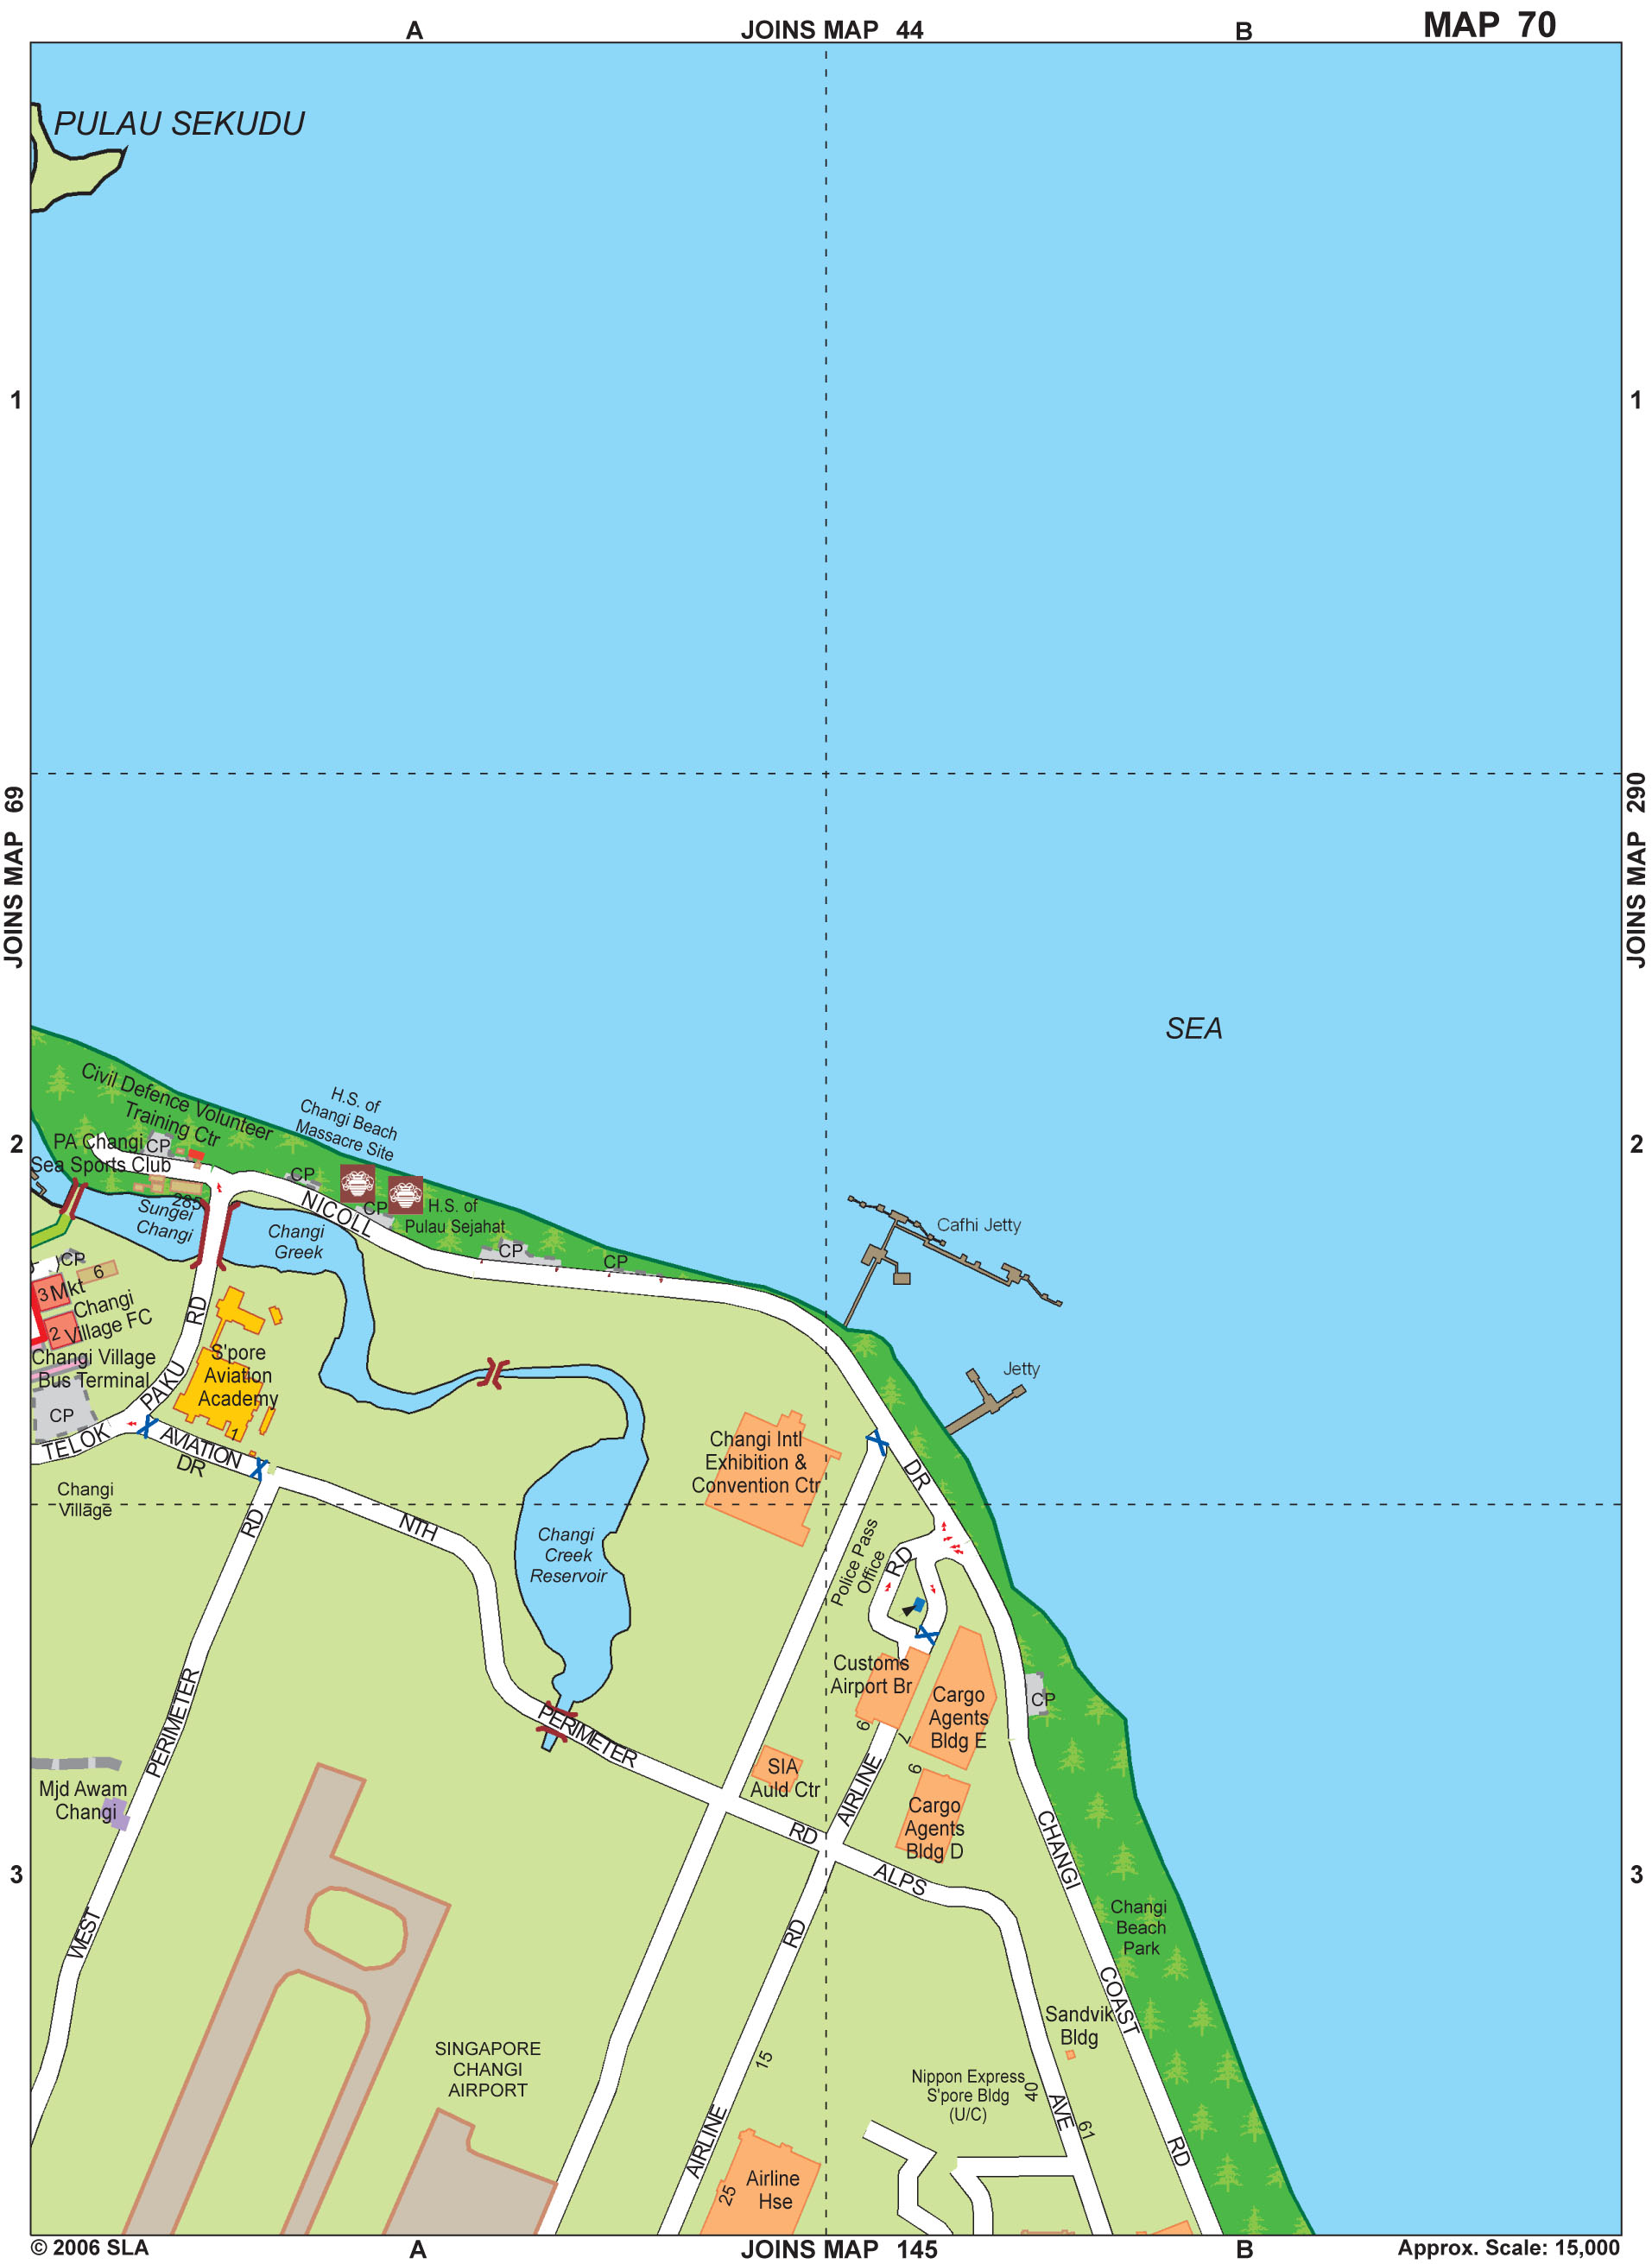 A
JOINS MAP 44
B
MAP 70
PULAU SEKUDU
1
1
JOINS MAP 69
JOINS MAP 290
SEA
Civil Defence Volunteer
Training Ctr
H.S. of
Changi Beach
Massacre Site
2
2
PA Changi
Sea Sports Club
CP
CP
285
NICOLL
CP
H.S. of
Pulau Sejahat
Sungei
Changi
Changi
Greek
CP
CP
Cafhi Jetty
CP
6
3 Mkt
Changi
Village FC
2
RD
Changi Village
Bus Terminal
PAKU
S'pore
Aviation
Academy
1
Jetty
CP
TELOK
AVIATION
DR
Changi
Village
Changi Intl
Exhibition &
Convention Ctr
DR
RD
NTH
Changi
Creek
Reservoir
Police Pass
Office
RD
Customs
Airport Br
6
Cargo
Agents
Bldg E
7
CP
PERIMETER
PERIMETER
SIA
Auld Ctr
AIRLINE
6
Cargo
Agents
Bldg D
Mjd Awam
Changi
RD
ALPS
CHANGI
3
3
WEST
RD
Changi
Beach
Park
COAST
Sandvik
Bldg
SINGAPORE
CHANGI
AIRPORT
15
Nippon Express
S'pore Bldg
(U/C)
40
AVE
61
AIRLINE
RD
25
Airline
Hse
© 2006 SLA
A
JOINS MAP 145
B
Approx. Scale: 15,000